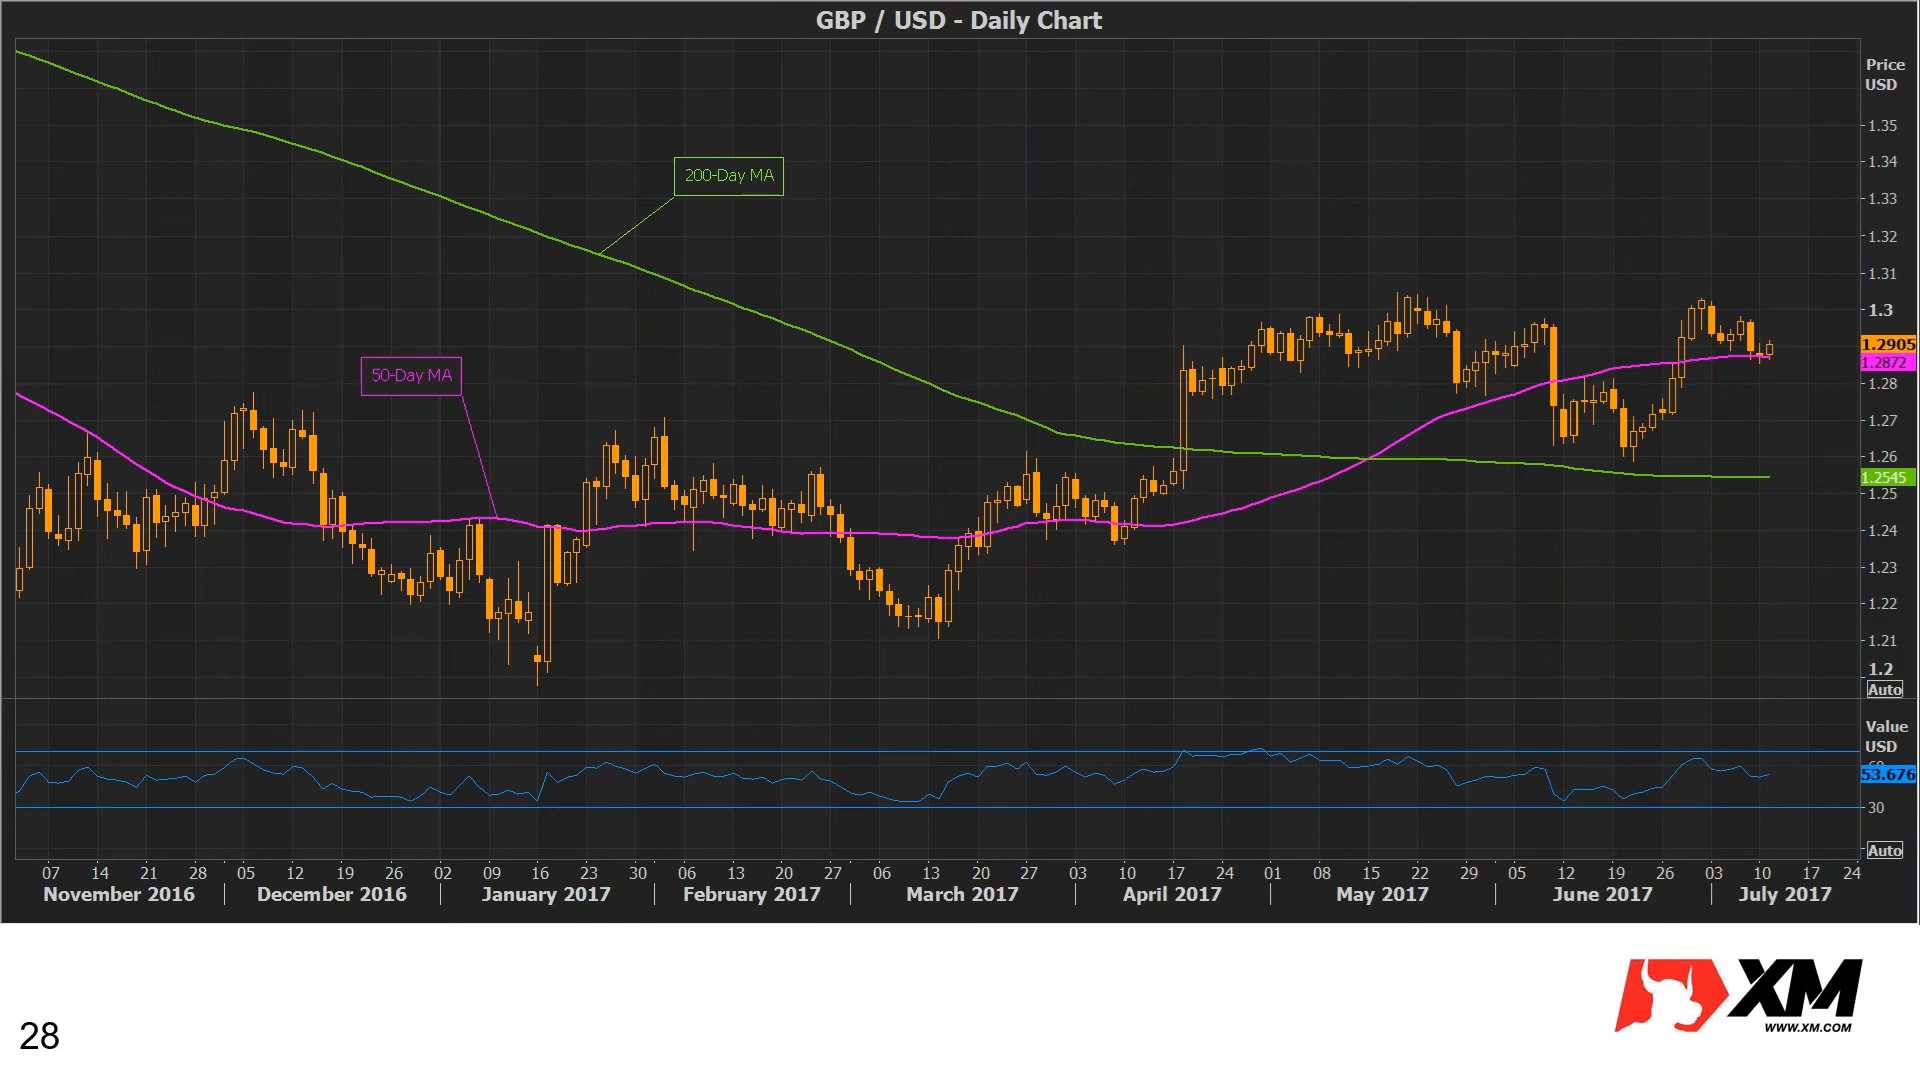 GBP / USD - Daily Chart
Price
USD
1.35
1.34
200-Day MA
1.33
1.32
1.31
1.3
1.2905
1.2872
50-Day MA
1.28
1.27
1.26
1.2545
1.25
1.24
1.23
1.22
1.21
1.2
Auto
Value
USD
60
53.676
30
Auto
07 14 21 28 05 12 19 26 02 09 16 23 30 06 13 20 27 06 13 20 27 03 10 17 24 01 08 15 22 29 05 12 19 26 03 10 17 24
November 2016 December 2016 January 2017 February 2017 March 2017 April 2017 May 2017 June 2017 July 2017
XM
WWW.XM.COM
28